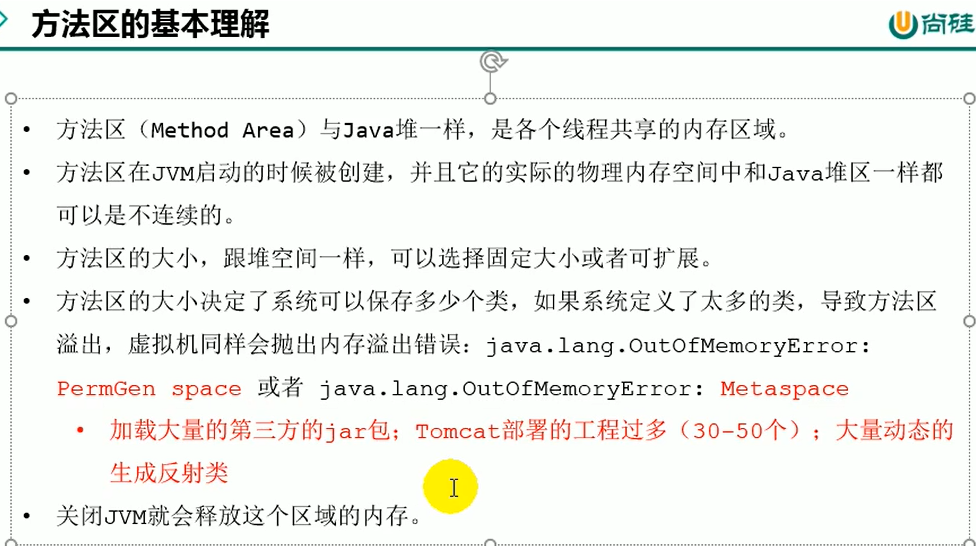 方法区的基本理解
尚硅
• 方法区（Method Area）与Java堆一样，是各个线程共享的内存区域。
• 方法区在JVM启动的时候被创建，并且它的实际的物理内存空间中和Java堆区一样都
可以是不连续的。
• 方法区的大小，跟堆空间一样，可以选择固定大小或者可扩展。
• 方法区的大小决定了系统可以保存多少个类，如果系统定义了太多的类，导致方法区
溢出，虚拟机同样会抛出内存溢出错误：java.lang.OutOfMemoryError:
PermGen space 或者 java.lang.OutOfMemoryError: Metaspace
• 加载大量的第三方的jar包；Tomcat部署的工程过多（30-50个）；大量动态的
生成反射类
• 关闭JVM就会释放这个区域的内存。